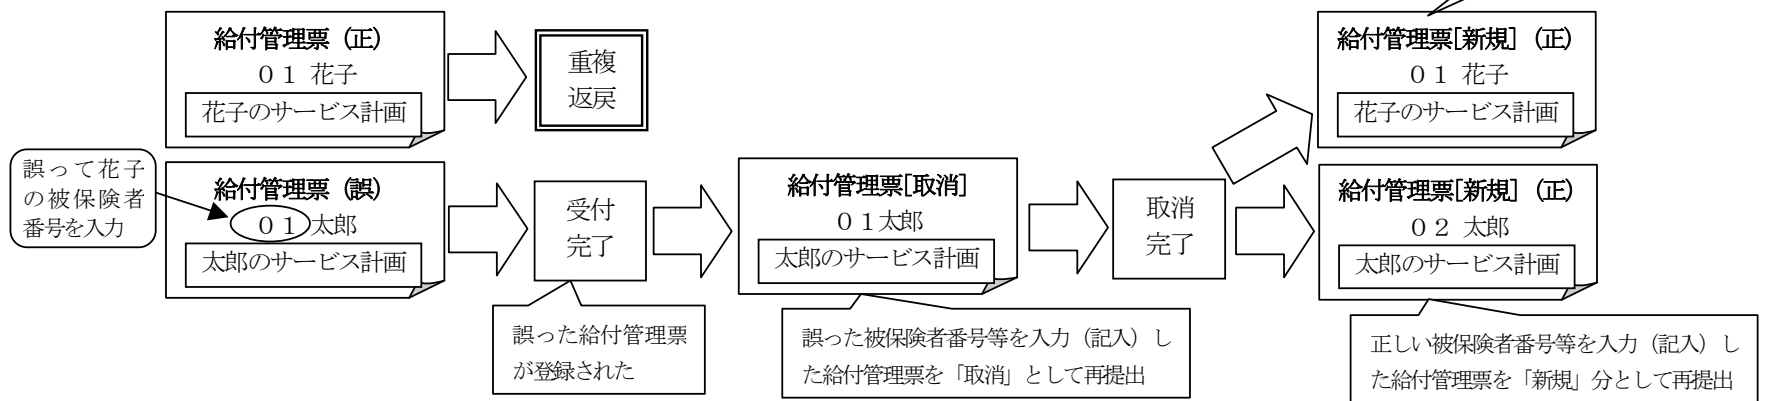 給付管理票（正）
０１ 花子
花子のサービス計画
重複
返戻
給付管理票[新規]（正）
０１ 花子
花子のサービス計画
誤って花子
の被保険者
番号を入力
給付管理票（誤）
０１太郎
太郎のサービス計画
受付
完了
給付管理票[取消]
０１太郎
太郎のサービス計画
取消
完了
給付管理票[新規]（正）
０２ 太郎
太郎のサービス計画
誤った給付管理票
が登録された
誤った被保険者番号等を入力（記入）し
た給付管理票を「取消」として再提出
正しい被保険者番号等を入力（記入）し
た給付管理票を「新規」分として再提出